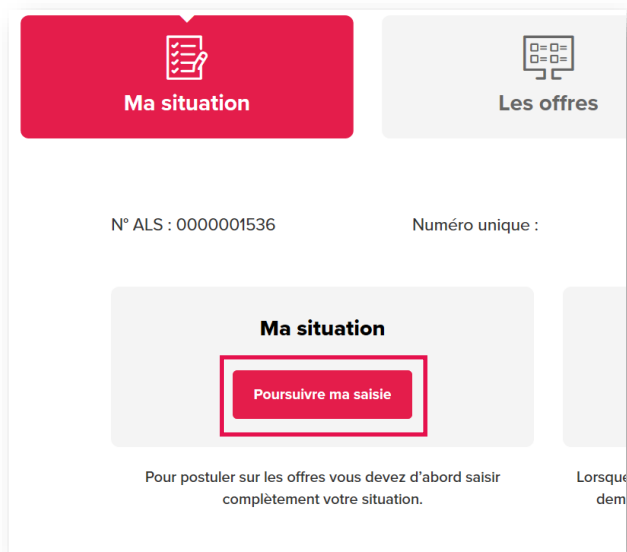 Ma situation
Les offres
N° ALS : 0000001536
Numéro unique :
Ma situation
Poursuivre ma saisie
Pour postuler sur les offres vous devez d'abord saisir
complètement votre situation.
Lorsque
dem